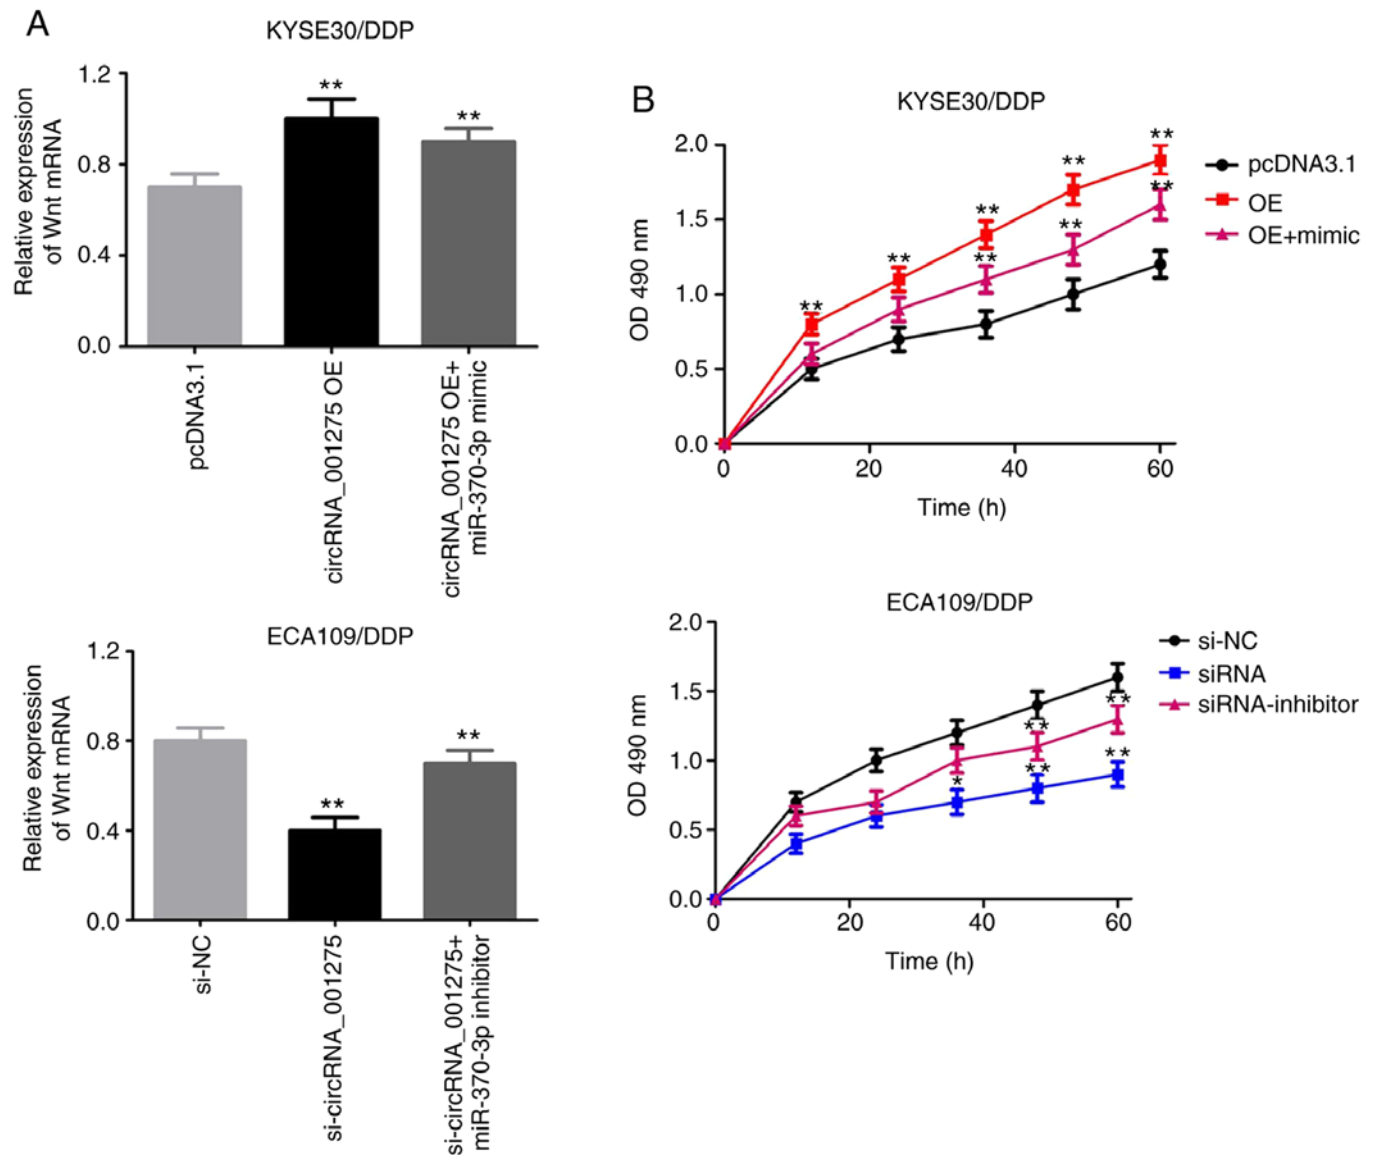 A
KYSE30/DDP
Relative expression
of Wnt mRNA
1.2
0.8
0.4
0.0
**
**
pcDNA3.1
circRNA_001275 OE
circRNA_001275 OE+
miR-370-3p mimic
ECA109/DDP
Relative expression
of Wnt mRNA
1.2
0.8
0.4
0.0
**
**
si-NC
si-circRNA_001275
si-circRNA_001275+
miR-370-3p inhibitor
B
KYSE30/DDP
OD 490 nm
2.0
1.5
1.0
0.5
0.0
**
**
**
**
**
**
**
**
0 20 40 60
Time (h)
pcDNA3.1
OE
OE+mimic
ECA109/DDP
OD 490 nm
2.0
1.5
1.0
0.5
0.0
**
**
**
**
*
0 20 40 60
Time (h)
si-NC
siRNA
siRNA-inhibitor